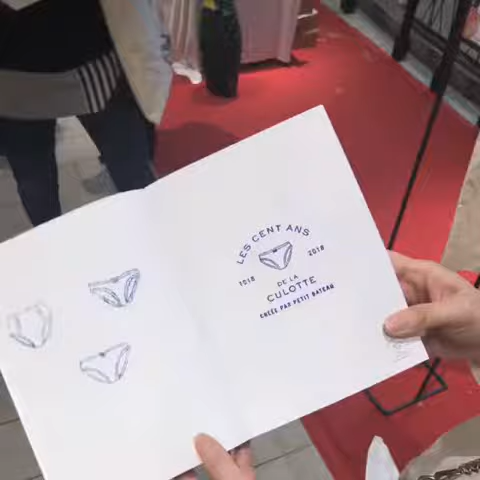 LES CENT ANS
1918 2018
DE LA
CULOTTE
CRÉÉE PAR PETIT BATEAU